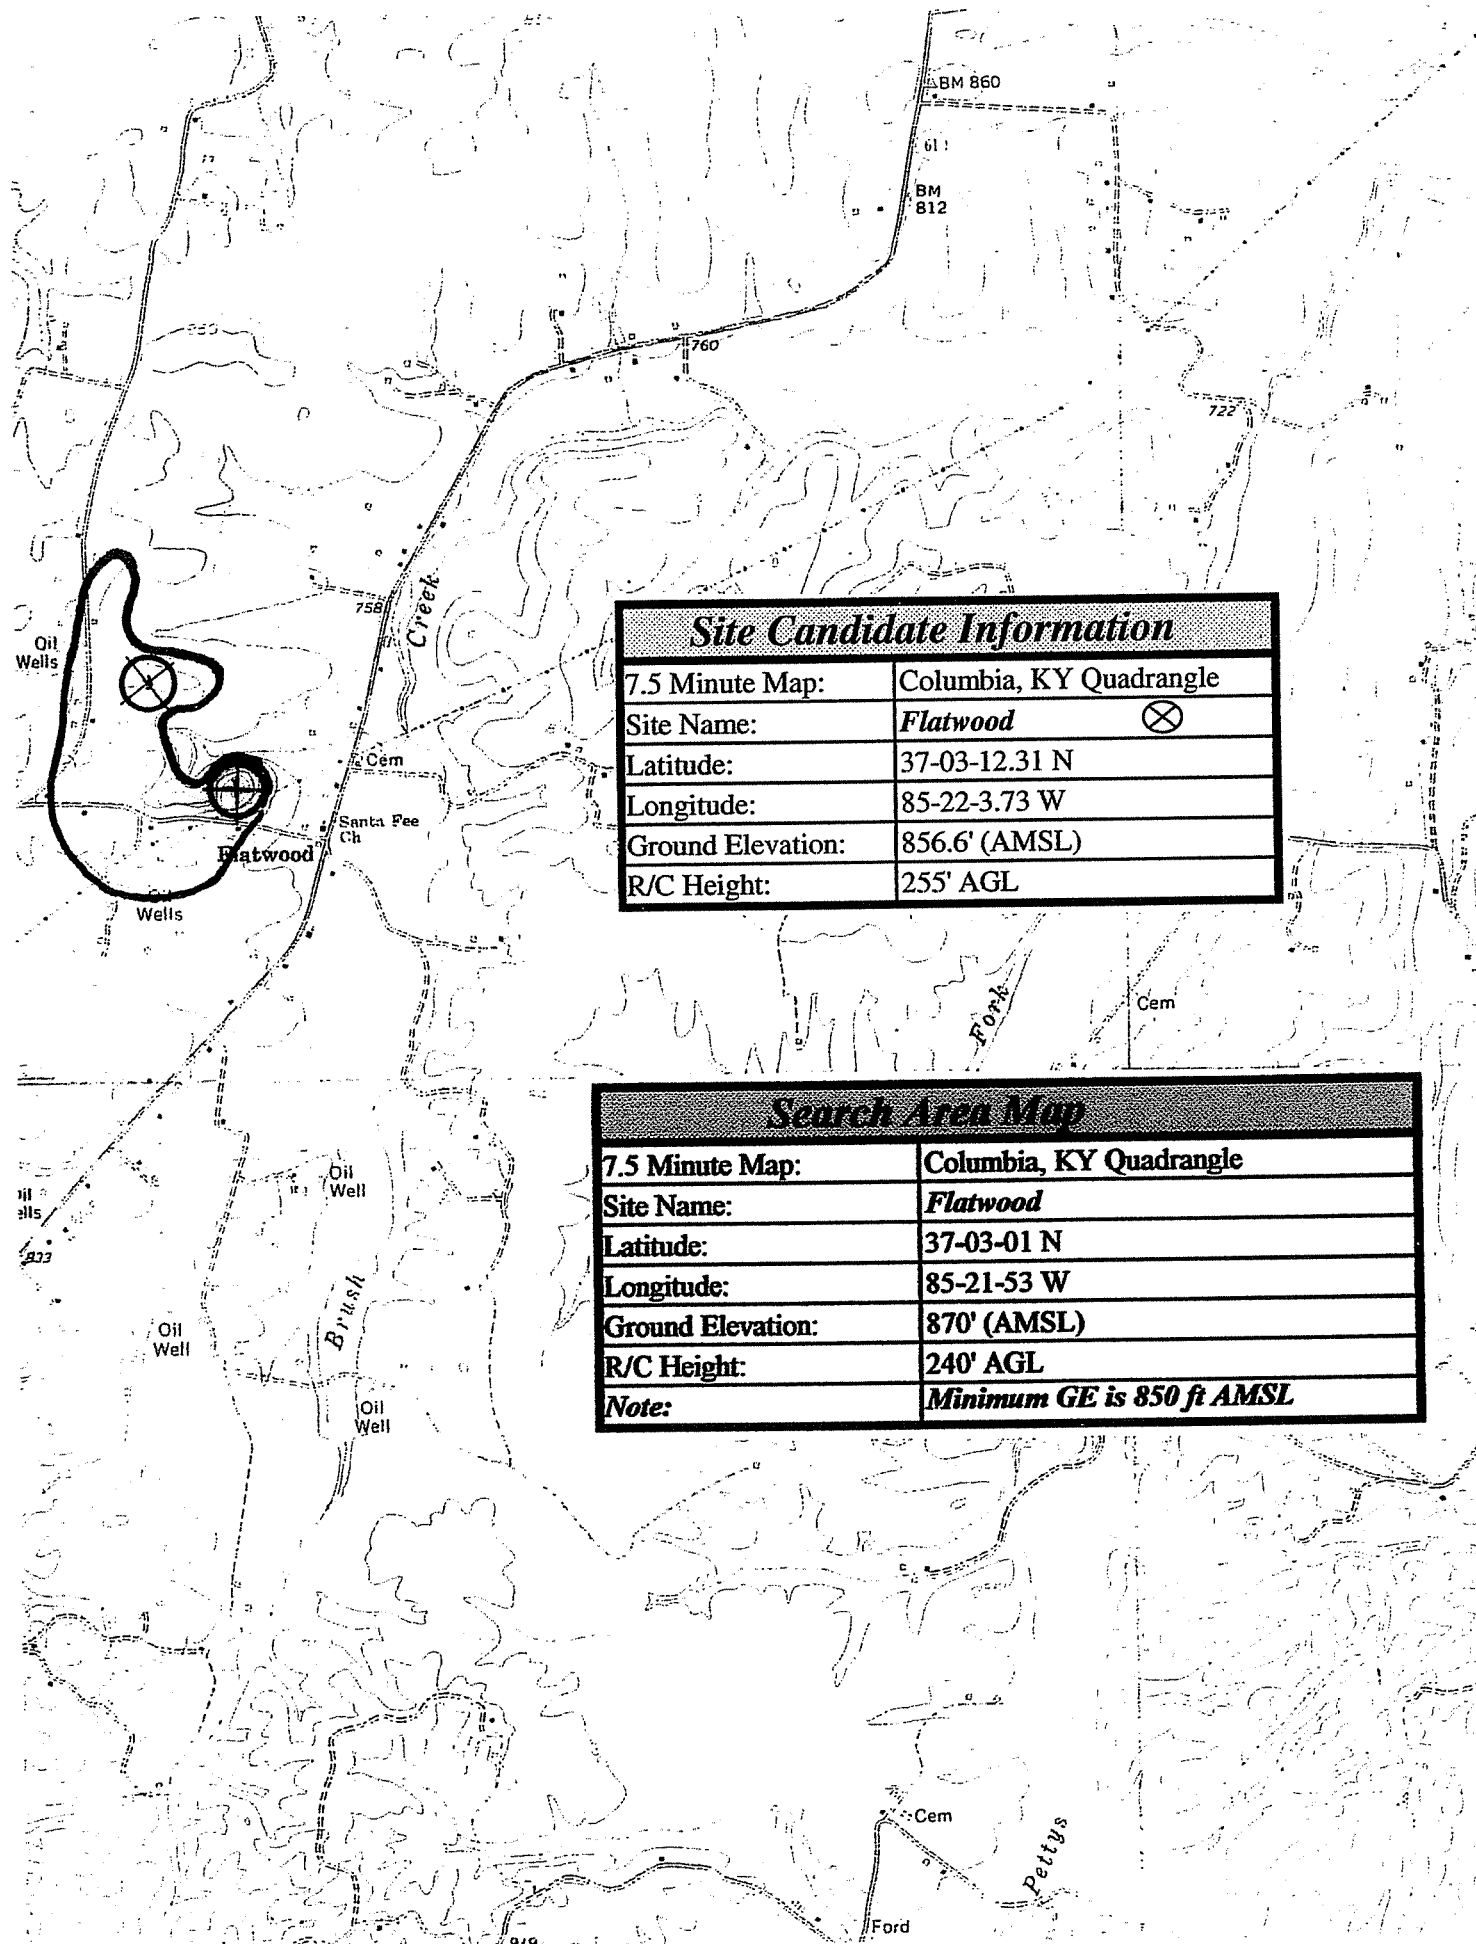 BM 860
61
BM
812
760
722
758
Creek
Oil
Wells
Site Candidate Information
7.5 Minute Map: Columbia, KY Quadrangle
Site Name: Flatwood
Latitude: 37-03-12.31 N
Longitude: 85-22-3.73 W
Ground Elevation: 856.6' (AMSL)
R/C Height: 255' AGL
Cem
Santa Fee
Ch
Flatwood
Oil
Wells
Fork
Cem
Search Area Map
7.5 Minute Map: Columbia, KY Quadrangle
Site Name: Flatwood
Latitude: 37-03-01 N
Longitude: 85-21-53 W
Ground Elevation: 870' (AMSL)
R/C Height: 240' AGL
Note: Minimum GE is 850 ft AMSL
Oil
Well
833
Brush
Oil
Well
Oil
Well
Cem
Pettys
Ford